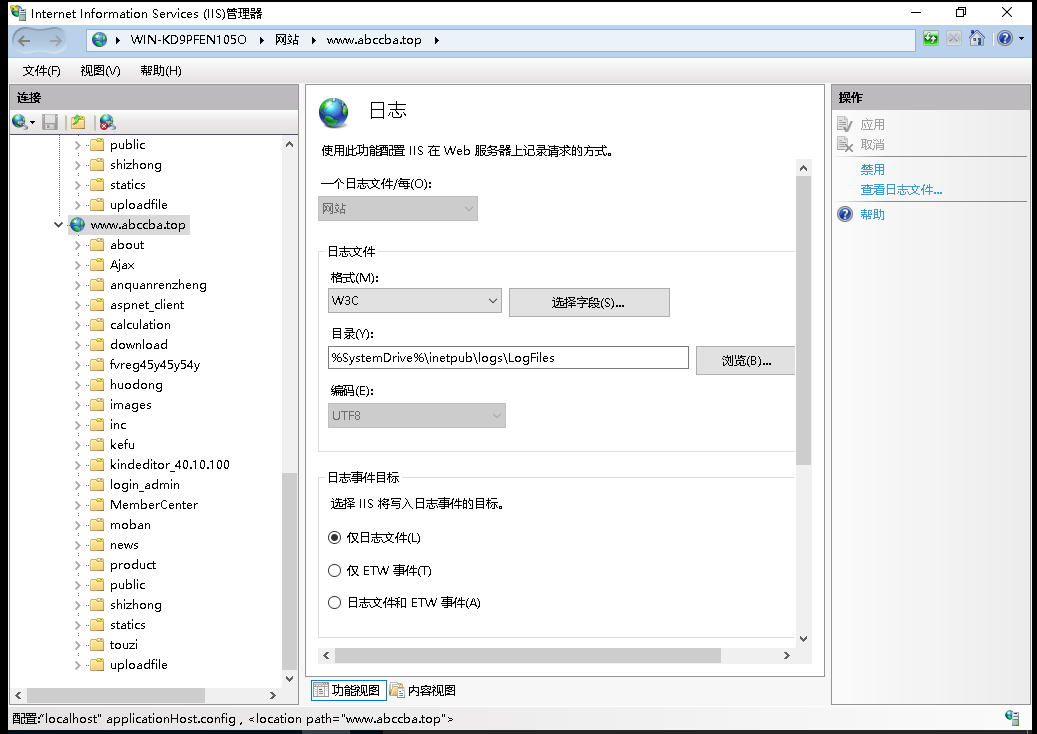 Internet Information Services (IIS)管理器
WIN-KD9PFEN105O 网站 www.abccba.top
文件(F) 视图(V) 帮助(H)
连接
public
shizhong
statics
uploadfile
www.abccba.top
about
Ajax
anquanrenzheng
aspnet_client
calculation
download
fvreg45y45y54y
huodong
images
inc
kefu
kindeditor_40.10.100
login_admin
MemberCenter
moban
news
product
public
shizhong
statics
touzi
uploadfile
日志
使用此功能配置 IIS 在 Web 服务器上记录请求的方式。
一个日志文件/每(O):
网站
日志文件
格式(M):
W3C 选择字段(S)...
目录(Y):
%SystemDrive%\inetpub\logs\LogFiles 浏览(B)...
编码(E):
UTF8
日志事件目标
选择 IIS 将写入日志事件的目标。
仅日志文件(L)
仅 ETW 事件(T)
日志文件和 ETW 事件(A)
功能视图 内容视图
操作
应用
取消
禁用
查看日志文件...
帮助
配置:"localhost" applicationHost.config , <location path="www.abccba.top">